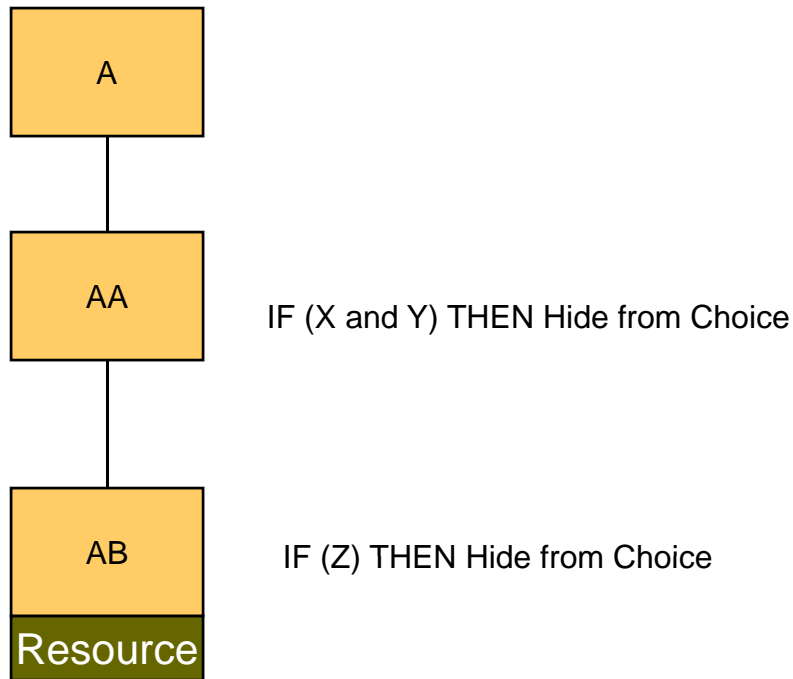 A
AA
IF (X and Y) THEN Hide from Choice
AB
IF (Z) THEN Hide from Choice
Resource